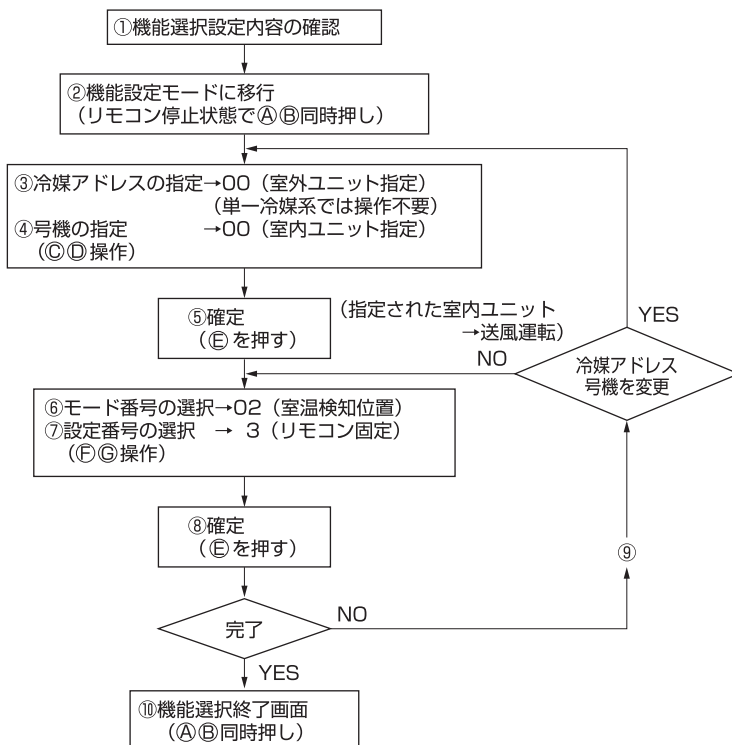 ①機能選択設定内容の確認
②機能設定モードに移行
(リモコン停止状態でⒶⒷ同時押し)
③冷媒アドレスの指定→00(室外ユニット指定)
(単一冷媒系では操作不要)
④号機の指定 →00(室内ユニット指定)
(ⒸⒹ操作)
⑤確定
(Ⓔを押す)
(指定された室内ユニット
→送風運転)
YES
NO
冷媒アドレス
号機を変更
⑥モード番号の選択→02(室温検知位置)
⑦設定番号の選択 → 3(リモコン固定)
(ⒻⒼ操作)
⑧確定
(Ⓔを押す)
⑨
完了
NO
YES
⑩機能選択終了画面
(ⒶⒷ同時押し)